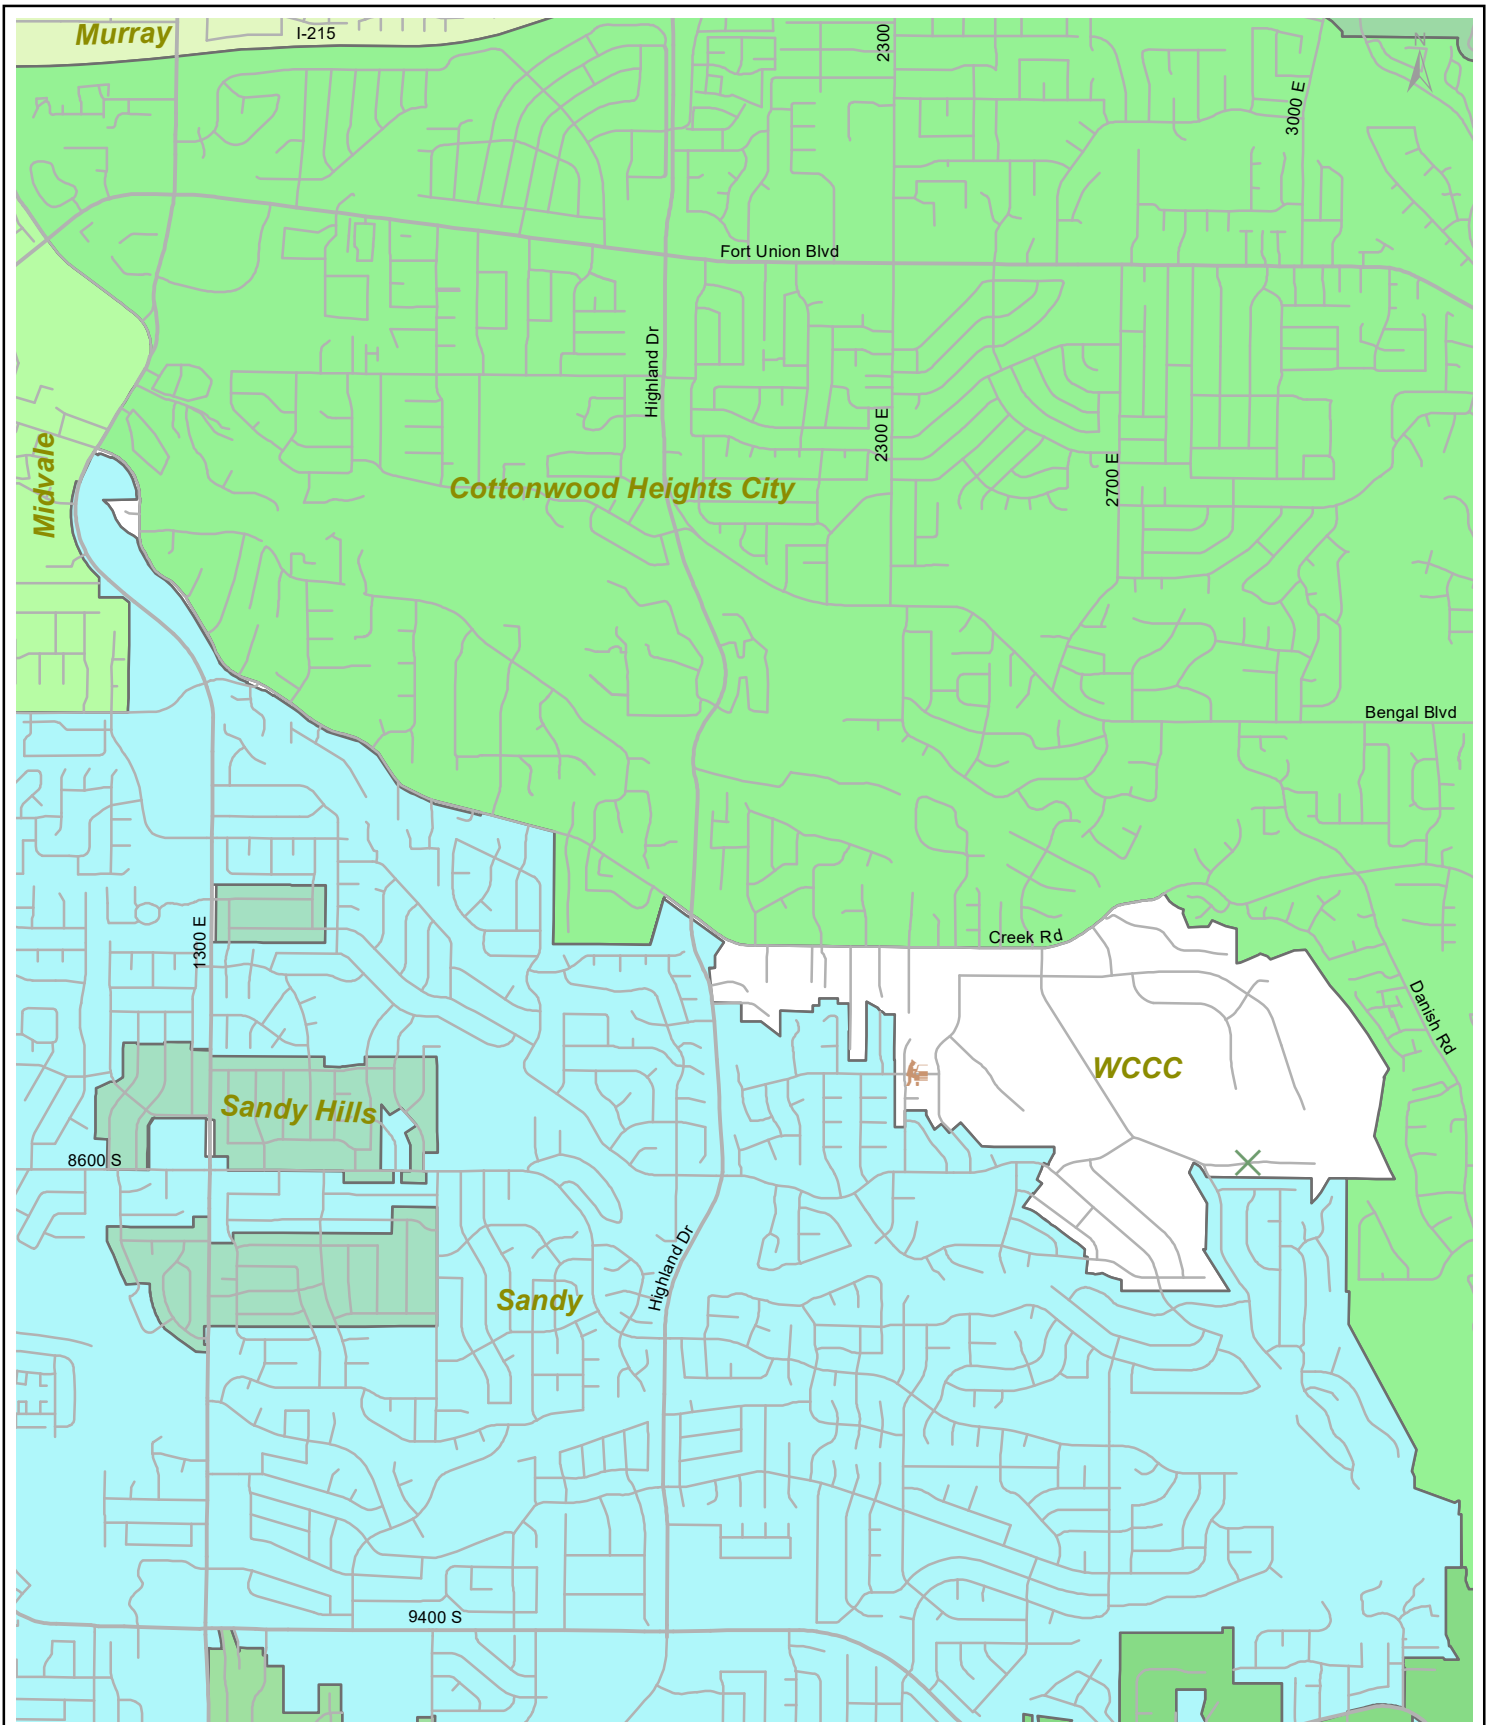 Murray
I-215
2300
N
3000 E
Fort Union Blvd
Highland Dr
2300 E
Midvale
2700 E
Cottonwood Heights City
Bengal Blvd
1300 E
Creek Rd
Danish Rd
WCCC
Sandy Hills
8600 S
Highland Dr
Sandy
9400 S